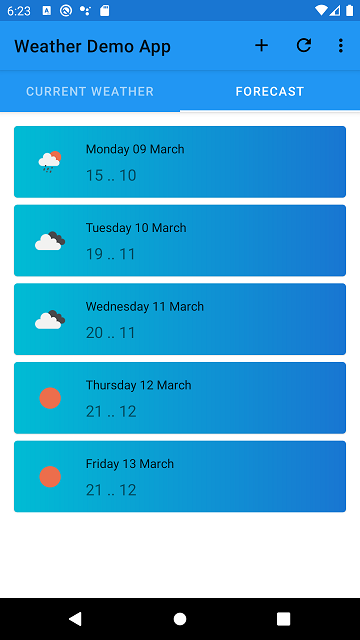 6:23
Weather Demo App
CURRENT WEATHER
FORECAST
Monday 09 March
15 .. 10
Tuesday 10 March
19 .. 11
Wednesday 11 March
20 .. 11
Thursday 12 March
21 .. 12
Friday 13 March
21 .. 12